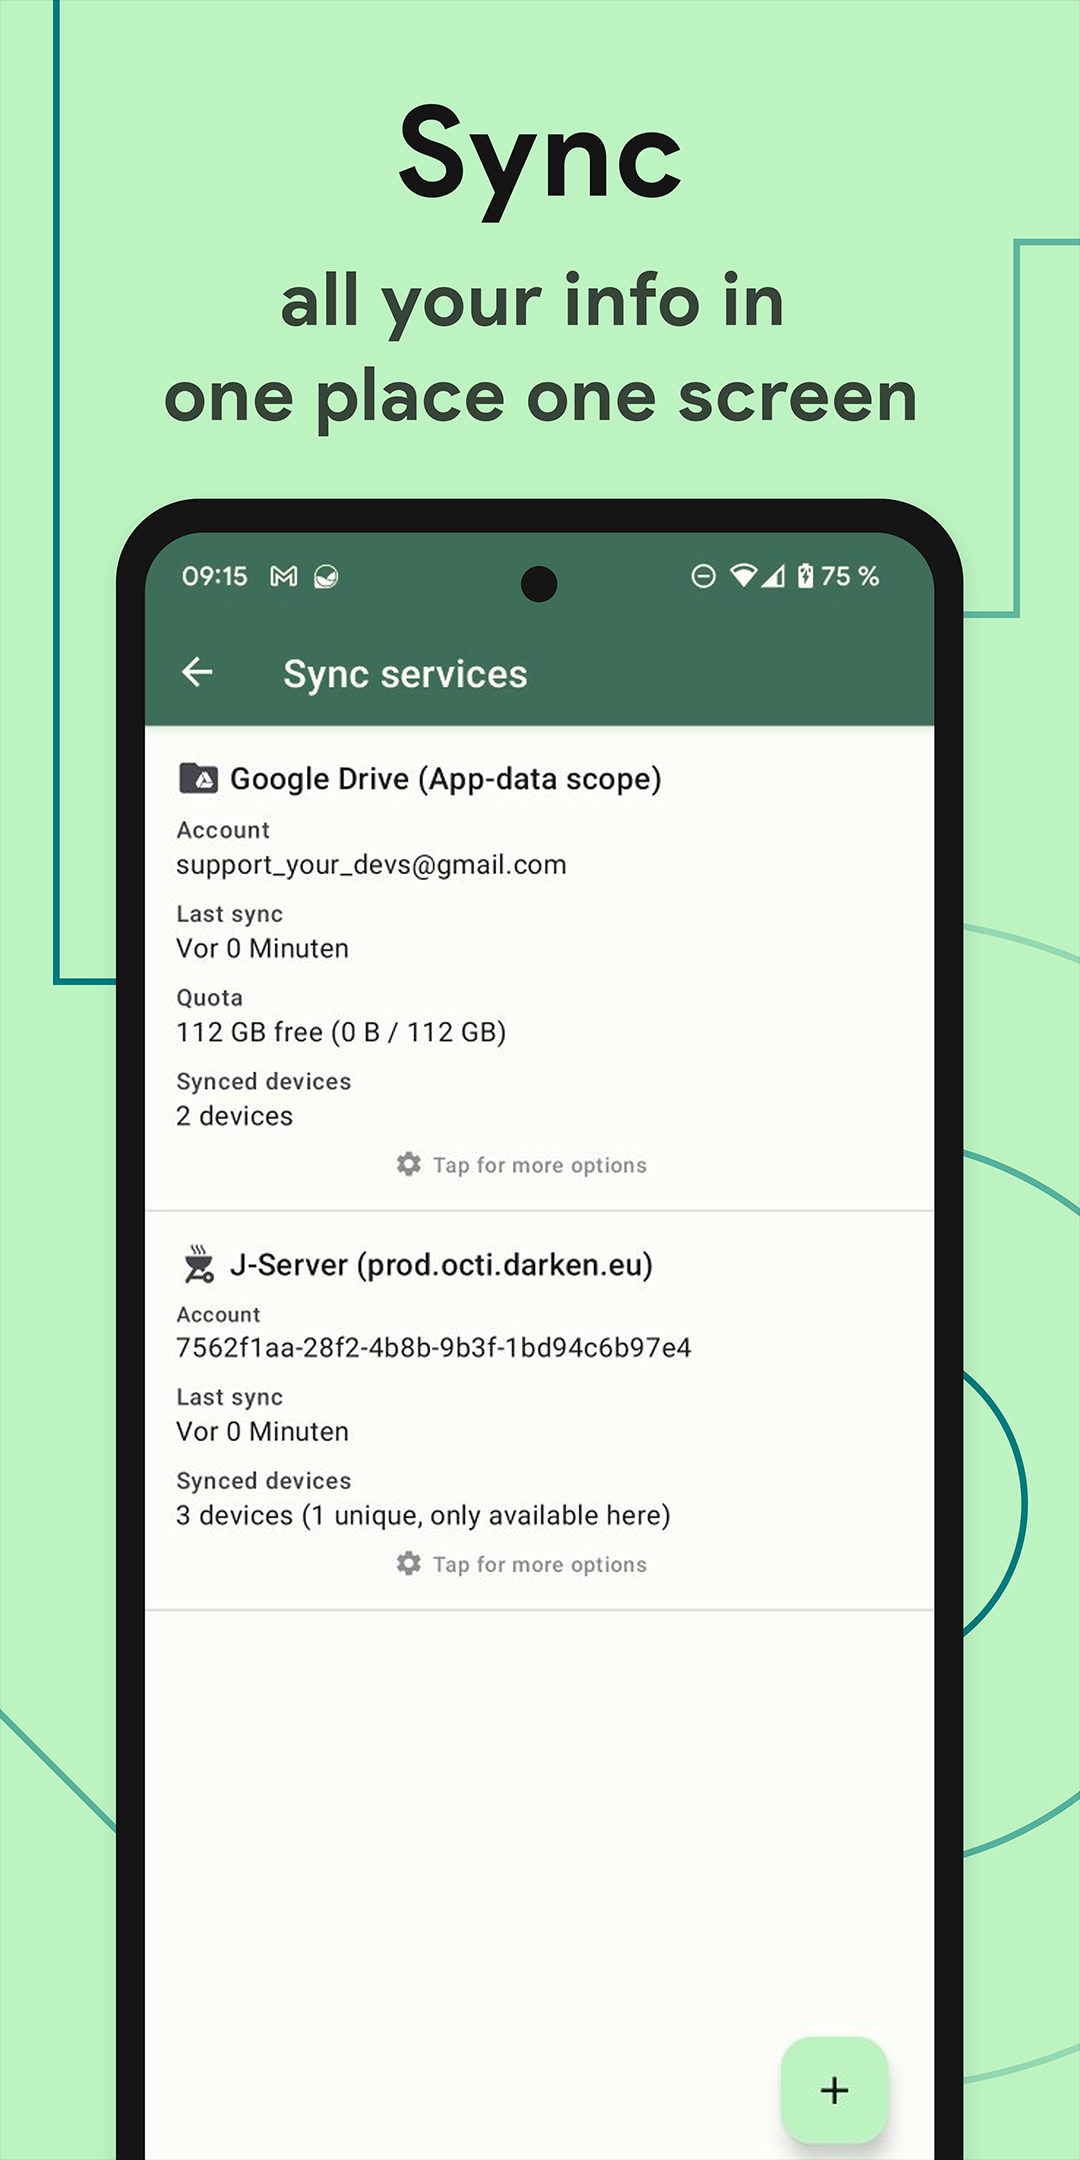 Sync
all your info in
one place one screen
09:15 75 %
Sync services
Google Drive (App-data scope)
Account
support_your_devs@gmail.com
Last sync
Vor 0 Minuten
Quota
112 GB free (0 B / 112 GB)
Synced devices
2 devices
Tap for more options
J-Server (prod.octi.darken.eu)
Account
7562f1aa-28f2-4b8b-9b3f-1bd94c6b97e4
Last sync
Vor 0 Minuten
Synced devices
3 devices (1 unique, only available here)
Tap for more options
+